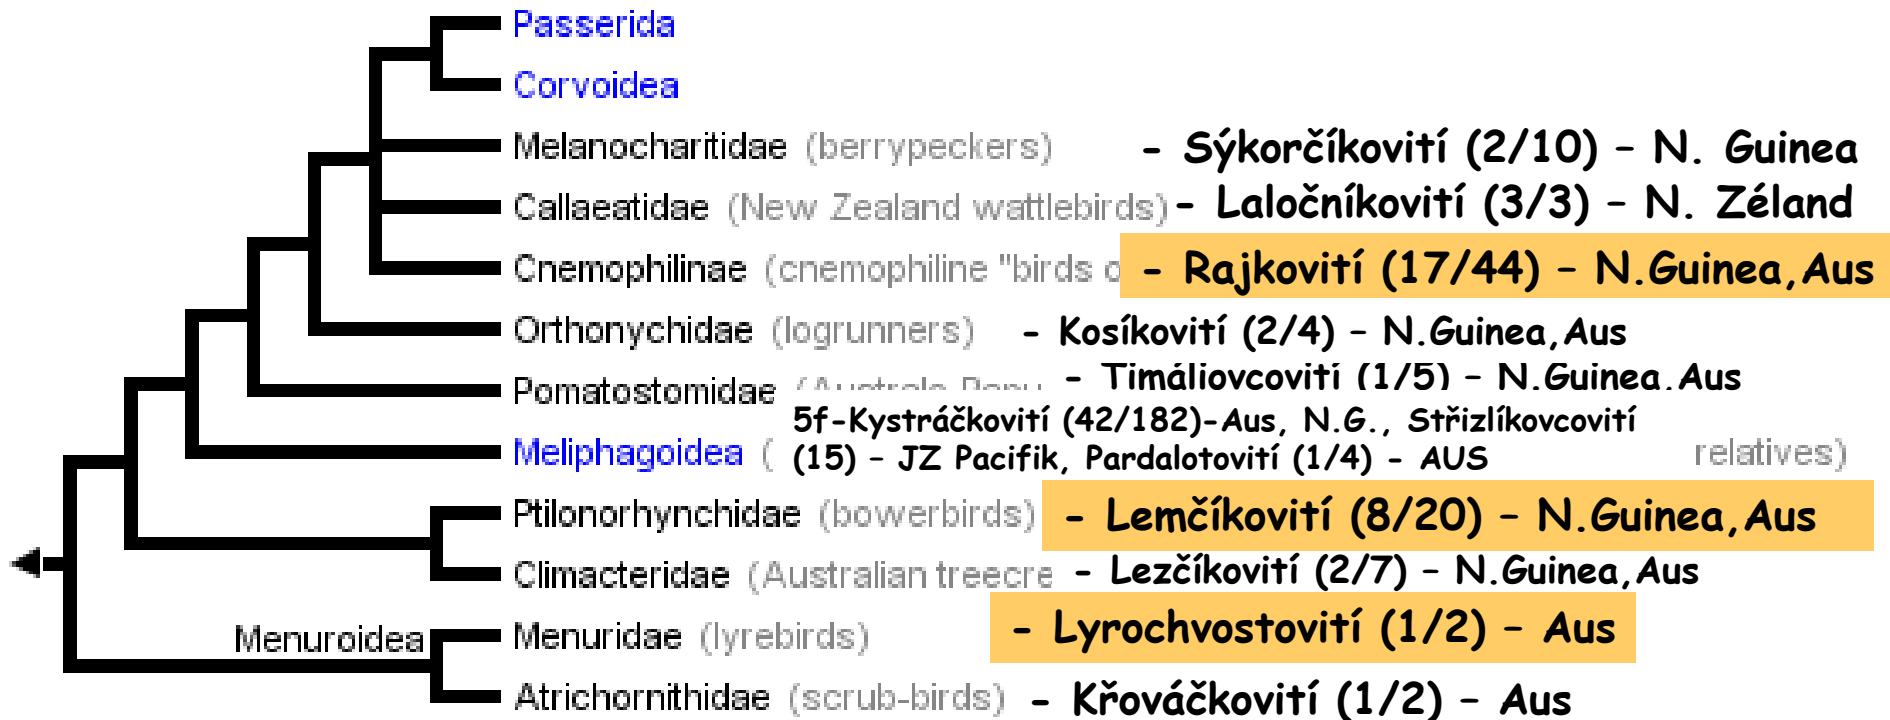 Passerida
Corvoidea
Melanocharitidae (berrypeckers) - Sýkorčíkovití (2/10) – N. Guinea
Callaeatidae (New Zealand wattlebirds) - Laločníkovití (3/3) – N. Zéland
Cnemophilinae (cnemophiline "birds - Rajkovití (17/44) – N.Guinea,Aus
Orthonychidae (logrunners) - Kosíkovití (2/4) – N.Guinea,Aus
Pomatostomidae - Timáliovcovití (1/5) – N.Guinea,Aus
5f-Kystráčkovití (42/182)-Aus, N.G., Střizlíkovcovití
Meliphagoidea ( (15) – JZ Pacifik, Pardalotovití (1/4) - AUS relatives)
Ptilonorhynchidae (bowerbirds) - Lemčíkovití (8/20) – N.Guinea,Aus
Climacteridae (Australian treecre - Lezčíkovití (2/7) – N.Guinea,Aus
Menuroidea Menuridae (lyrebirds) - Lyrochvostovití (1/2) – Aus
Atrichornithidae (scrub-birds) - Křováčkovití (1/2) – Aus